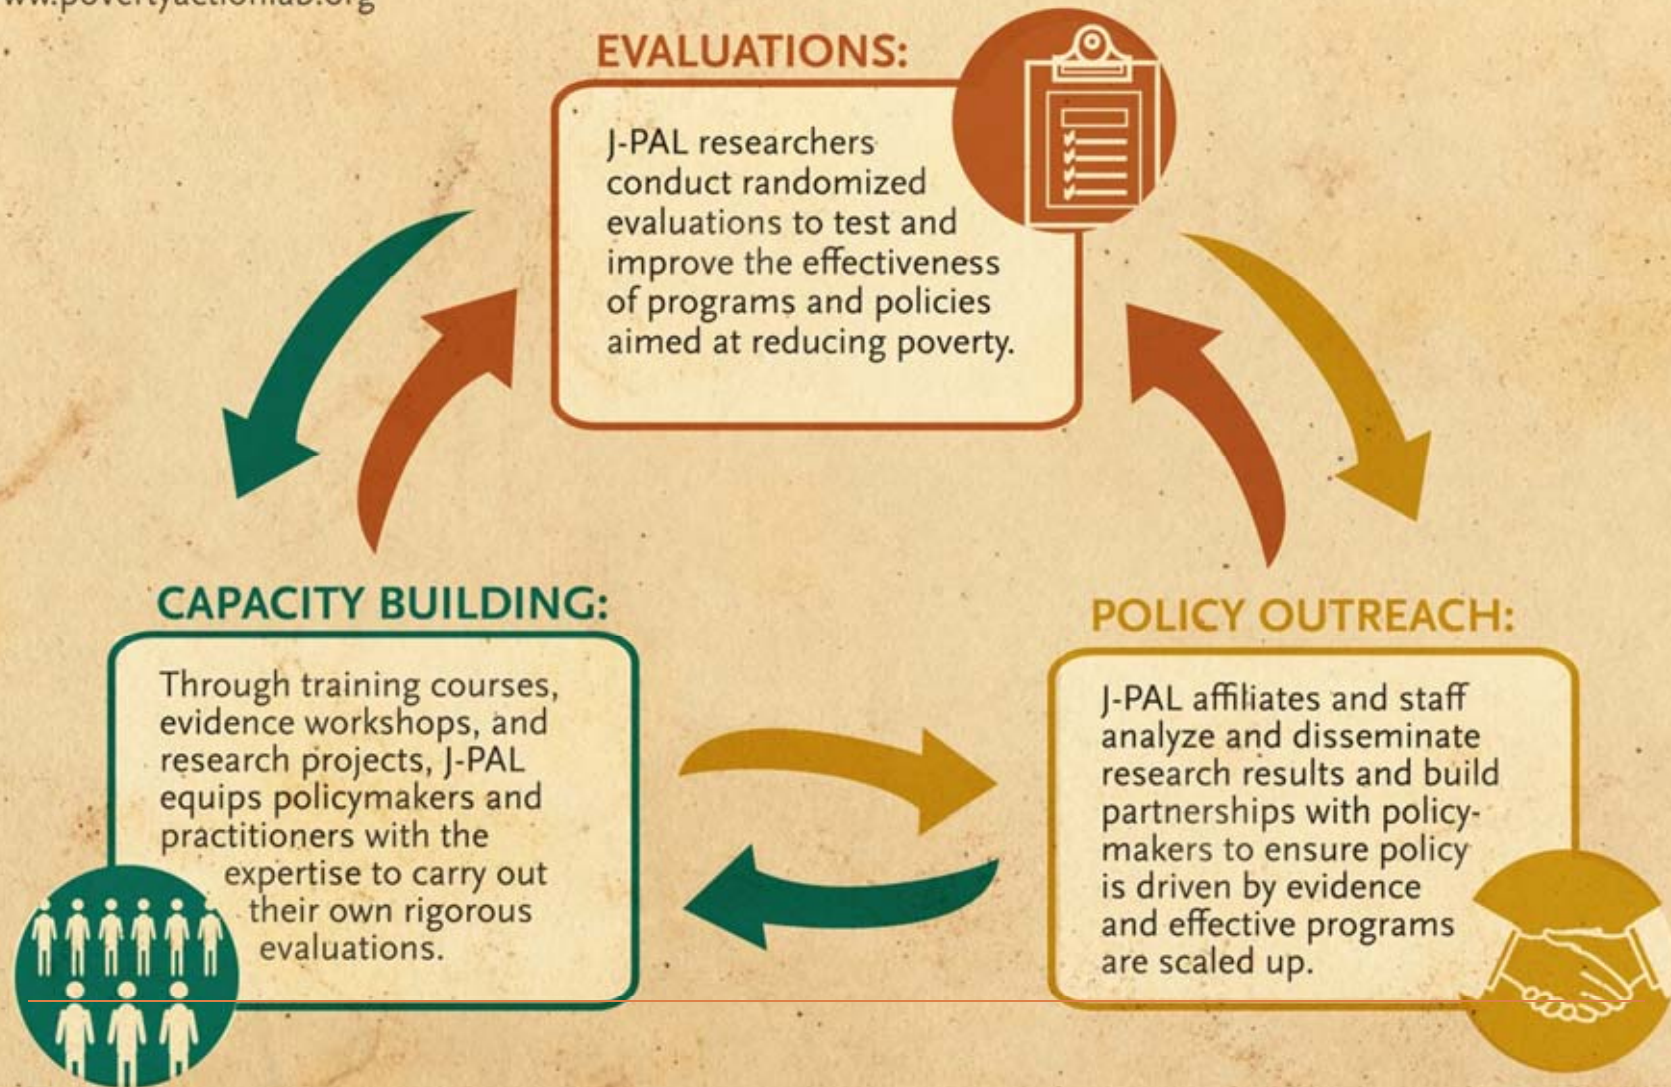 www.povertyactionlab.org
EVALUATIONS:
J-PAL researchers
conduct randomized
evaluations to test and
improve the effectiveness
of programs and policies
aimed at reducing poverty.
CAPACITY BUILDING:
Through training courses,
evidence workshops, and
research projects, J-PAL
equips policymakers and
practitioners with the
expertise to carry out
their own rigorous
evaluations.
POLICY OUTREACH:
J-PAL affiliates and staff
analyze and disseminate
research results and build
partnerships with policy-
makers to ensure policy
is driven by evidence
and effective programs
are scaled up.